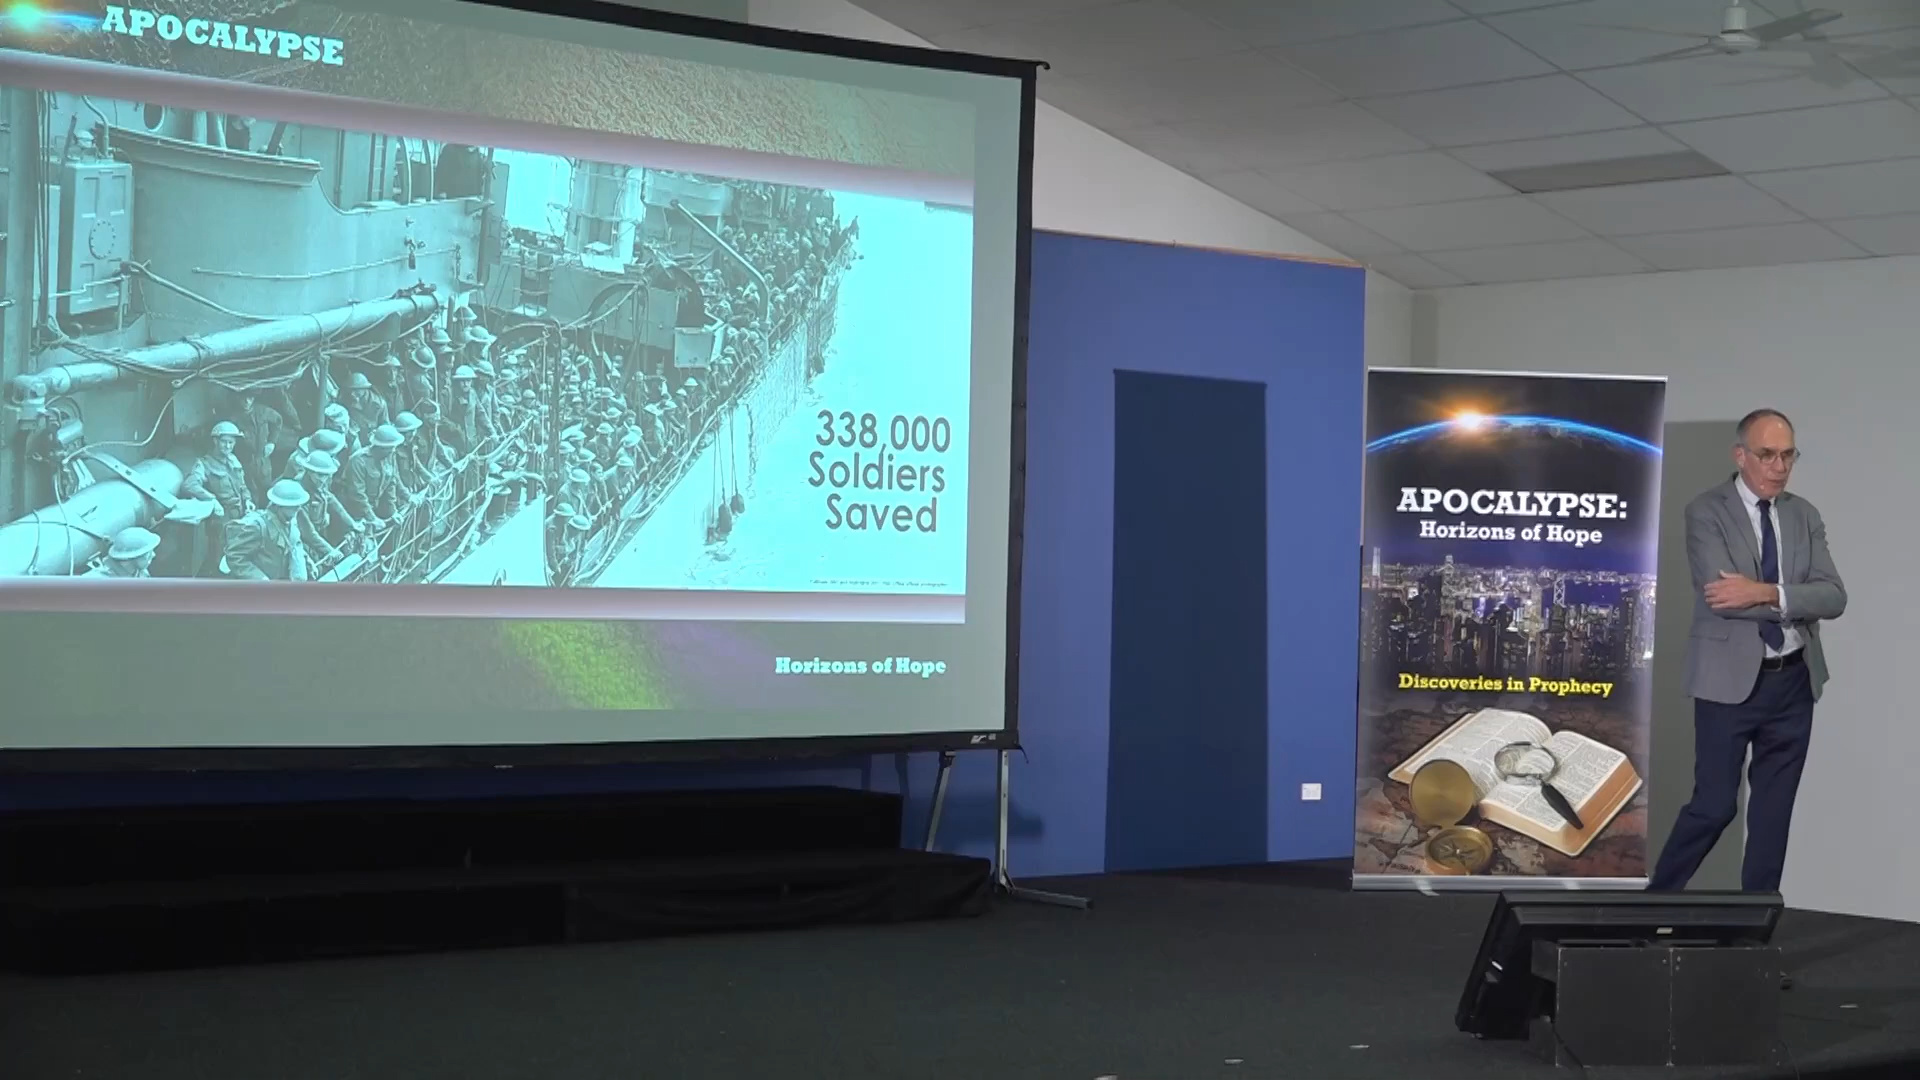 APOCALYPSE
338,000
Soldiers
Saved
Horizons of Hope
APOCALYPSE:
Horizons of Hope
Discoveries in Prophecy